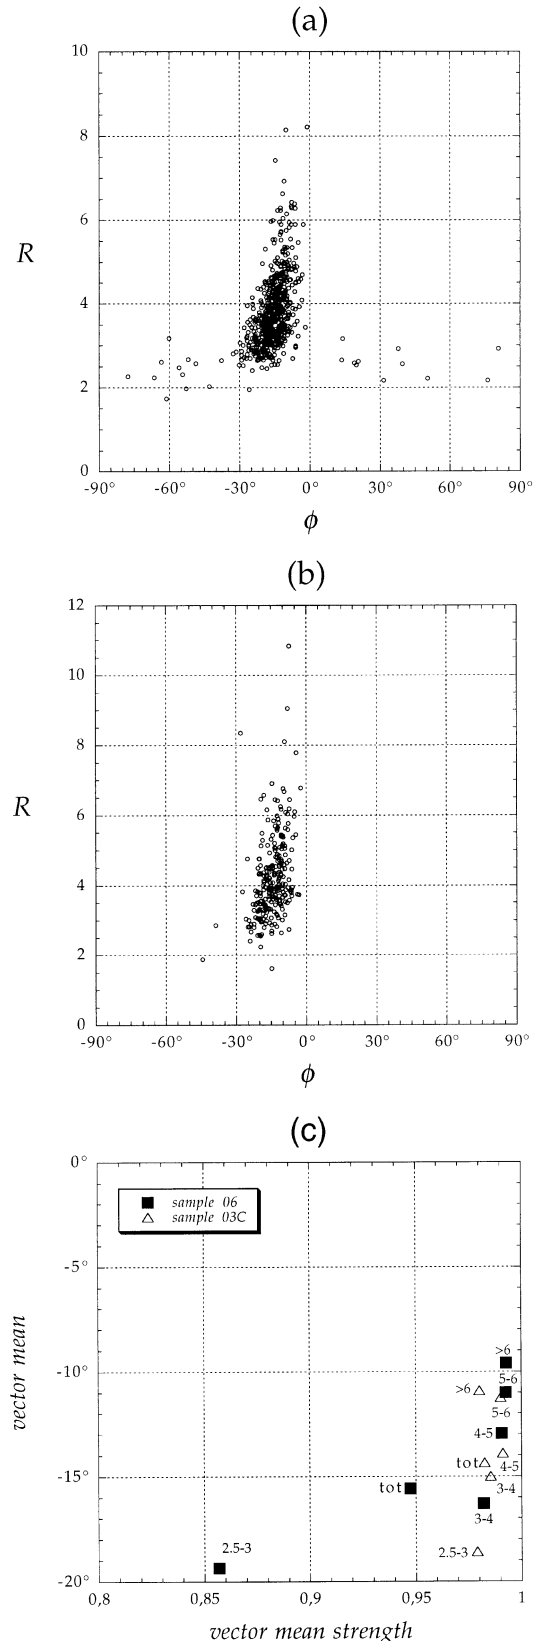 (a)
10
8
6
R
4
2
0
-90° -60° -30° 0° 30° 60° 90°
ϕ
(b)
12
10
8
R
6
4
2
0
-90° -60° -30° 0° 30° 60° 90°
ϕ
(c)
0°
sample 06
sample 03C
-5°
vector mean
>6
-10°
5-6
>6
5-6
4-5
tot 4-5
-15°
3-4
tot
3-4
2.5-3 2.5-3
-20°
0,8 0,85 0,9 0,95 1
vector mean strength